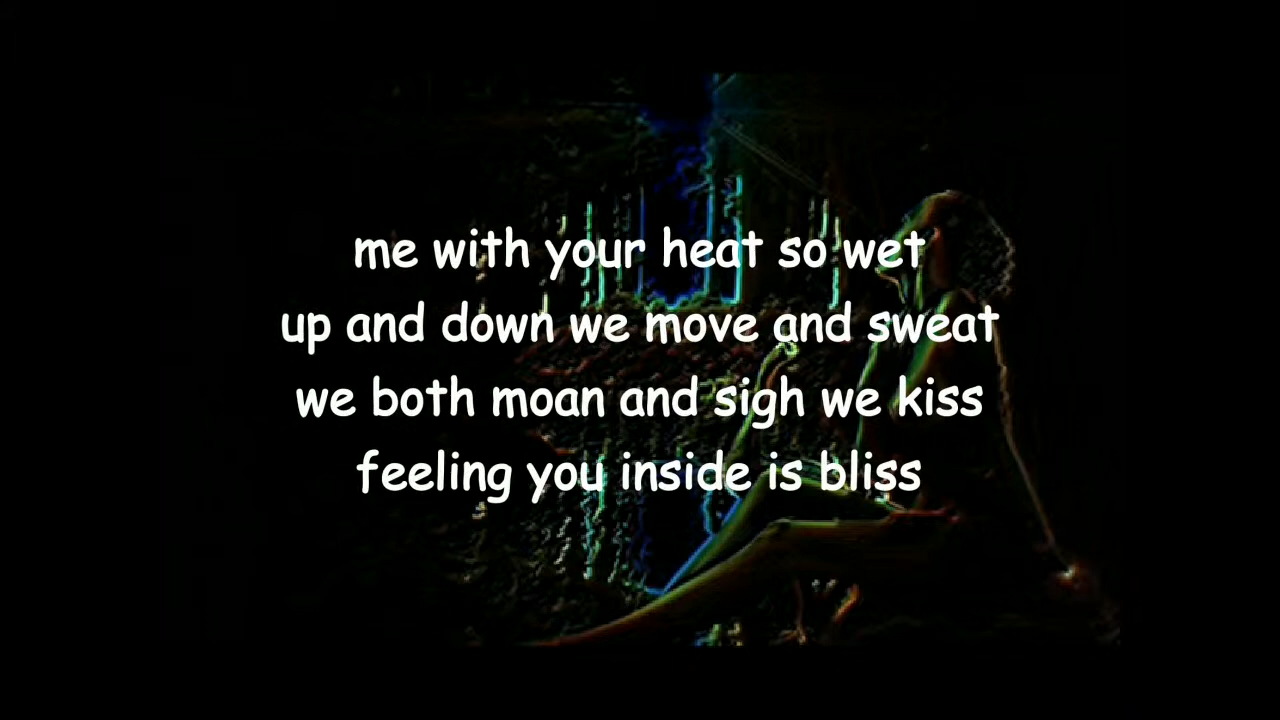 me with your heat so wet
up and down we move and sweat
we both moan and sigh we kiss
feeling you inside is bliss